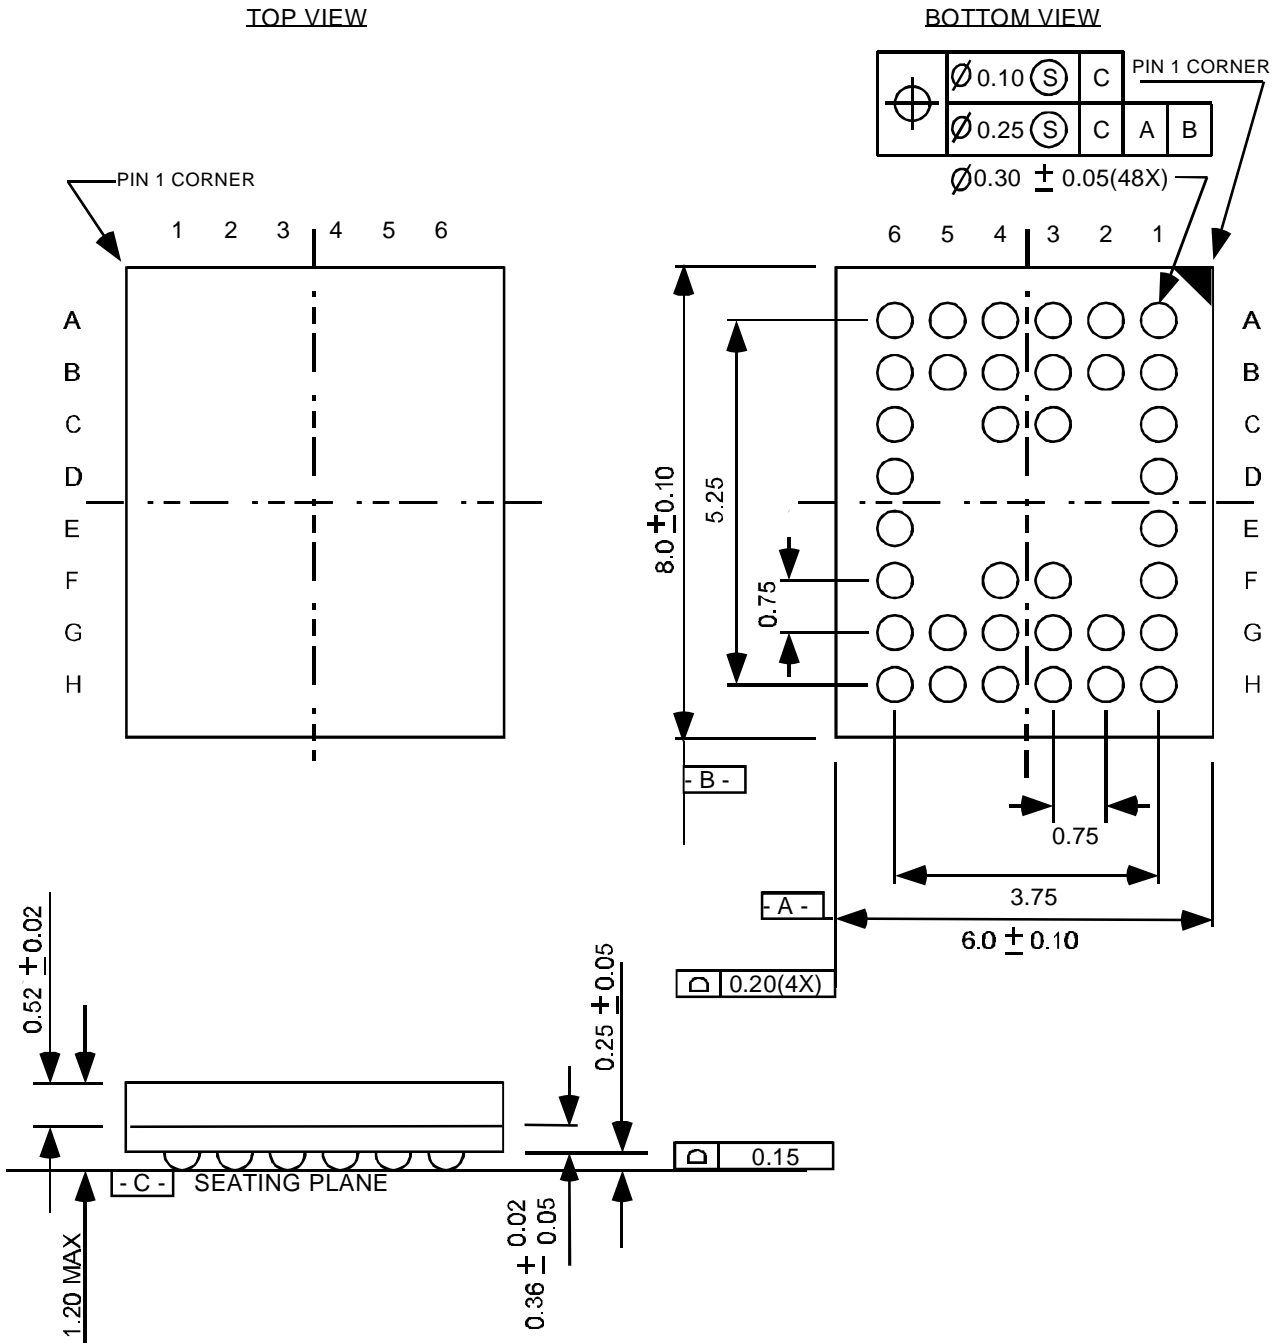 TOP VIEW
BOTTOM VIEW
Ø 0.10 Ⓢ C
Ø 0.25 Ⓢ C A B
PIN 1 CORNER
Ø0.30 ± 0.05(48X)
PIN 1 CORNER
1 2 3 4 5 6
6 5 4 3 2 1
A
B
C
D
E
F
G
H
A
B
C
D
E
F
G
H
8.0 ± 0.10
5.25
0.75
- B -
0.75
3.75
- A -
6.0 ± 0.10
0.20(4X)
0.52 ± 0.02
0.25 ± 0.05
0.15
- C -
SEATING PLANE
1.20 MAX
0.36 ± 0.02
0.05